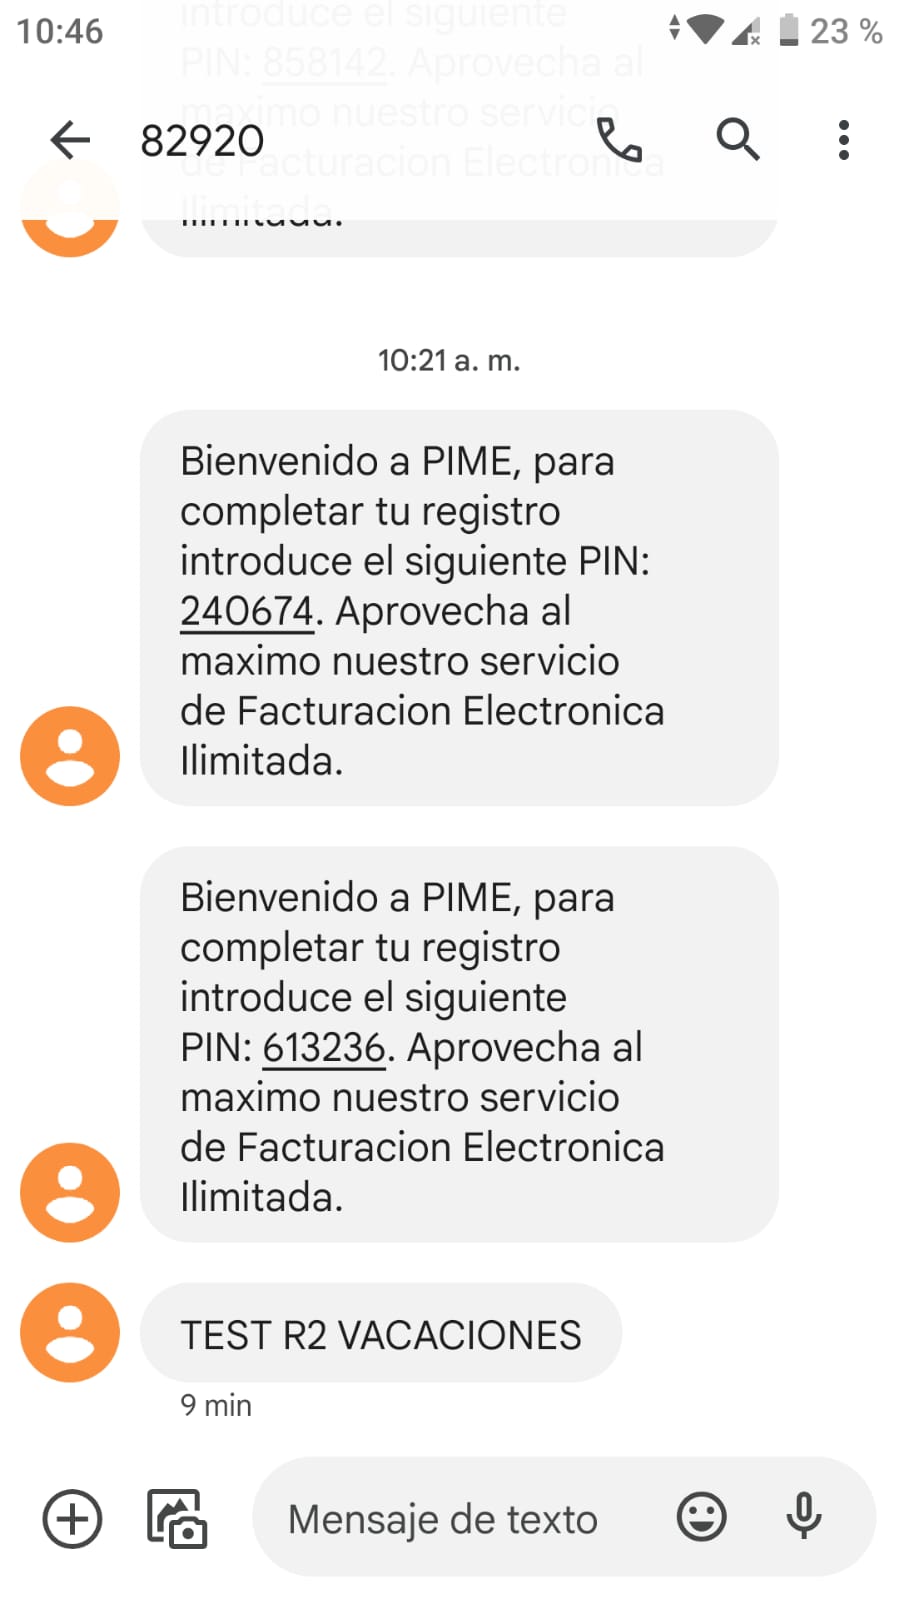 10:46
23 %
introduce el siguiente
PIN: 858142. Aprovecha al
maximo nuestro servicio
de Facturacion Electronica
Ilimitada.
82920
10:21 a. m.
Bienvenido a PIME, para
completar tu registro
introduce el siguiente PIN:
240674. Aprovecha al
maximo nuestro servicio
de Facturacion Electronica
Ilimitada.
Bienvenido a PIME, para
completar tu registro
introduce el siguiente
PIN: 613236. Aprovecha al
maximo nuestro servicio
de Facturacion Electronica
Ilimitada.
TEST R2 VACACIONES
9 min
Mensaje de texto